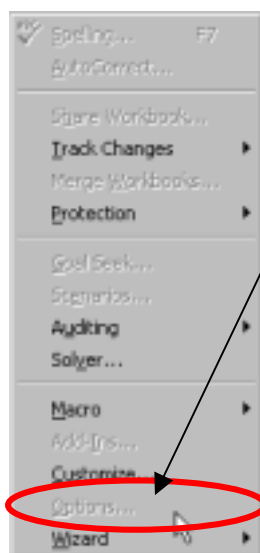 Spelling... F7
AutoCorrect...
Share Workbook...
Track Changes
Merge Workbooks...
Protection
Goal Seek...
Scenarios...
Auditing
Solver...
Macro
Add-Ins...
Customize...
Options...
Wizard